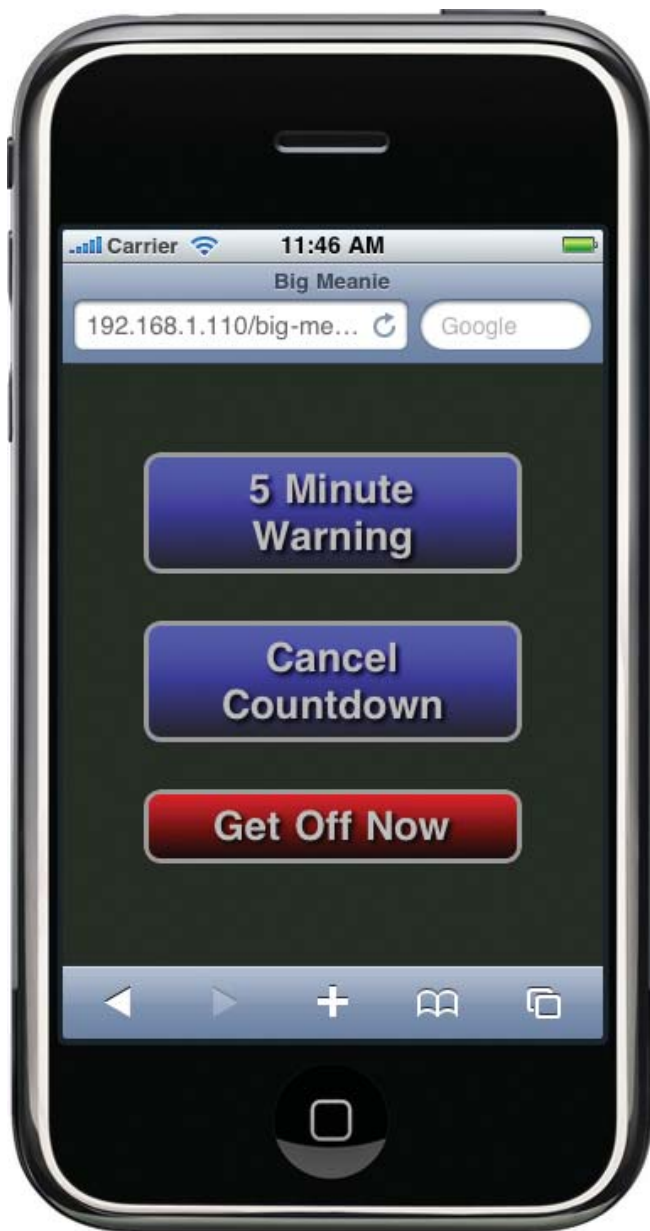 Carrier 11:46 AM
Big Meanie
192.168.1.110/big-me... Google
5 Minute
Warning
Cancel
Countdown
Get Off Now